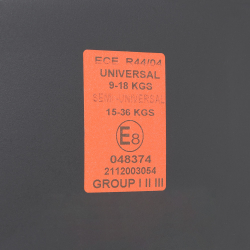 ECE R44/04
UNIVERSAL
9-18 KGS
SEMI-UNIVERSAL
15-36 KGS
E8
048374
2112003054
GROUP I II III